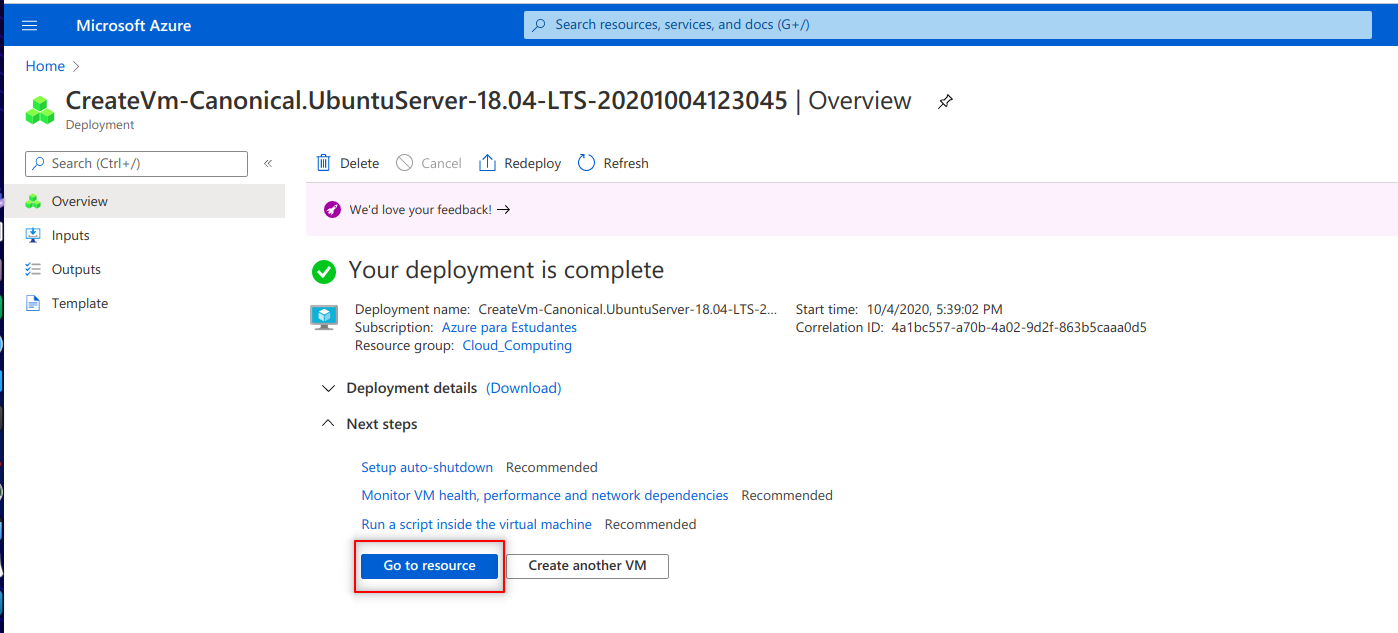 Microsoft Azure
Search resources, services, and docs (G+/)
Home
CreateVm-Canonical.UbuntuServer-18.04-LTS-20201004123045 | Overview
Deployment
Search (Ctrl+/)
«
Delete
Cancel
Redeploy
Refresh
Overview
Inputs
Outputs
Template
We'd love your feedback! →
Your deployment is complete
Deployment name: CreateVm-Canonical.UbuntuServer-18.04-LTS-2...
Subscription: Azure para Estudantes
Resource group: Cloud_Computing
Start time: 10/4/2020, 5:39:02 PM
Correlation ID: 4a1bc557-a70b-4a02-9d2f-863b5caaa0d5
Deployment details (Download)
Next steps
Setup auto-shutdown Recommended
Monitor VM health, performance and network dependencies Recommended
Run a script inside the virtual machine Recommended
Go to resource
Create another VM